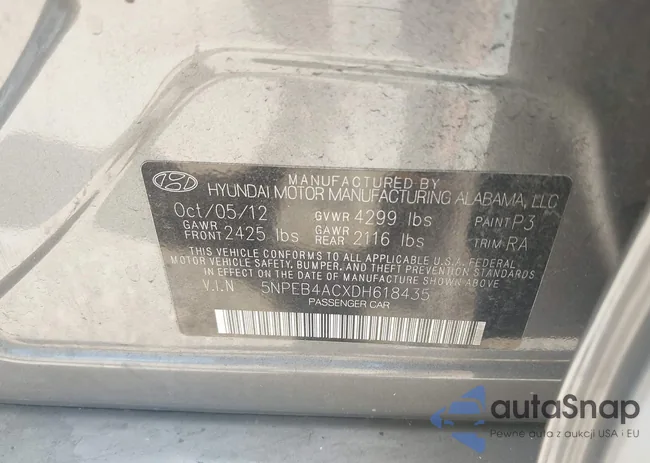 MANUFACTURED BY
HYUNDAI MOTOR MANUFACTURING ALABAMA, LLC
Oct/05/12 GVWR 4299 lbs PAINT P3
GAWR FRONT 2425 lbs GAWR REAR 2116 lbs TRIM RA
THIS VEHICLE CONFORMS TO ALL APPLICABLE U.S.A. FEDERAL
MOTOR VEHICLE SAFETY, BUMPER, AND THEFT PREVENTION STANDARDS
IN EFFECT ON THE DATE OF MANUFACTURE SHOWN ABOVE
V.I.N 5NPEB4ACXDH618435
PASSENGER CAR
autoSnap
Pewne auta z aukcji USA i EU